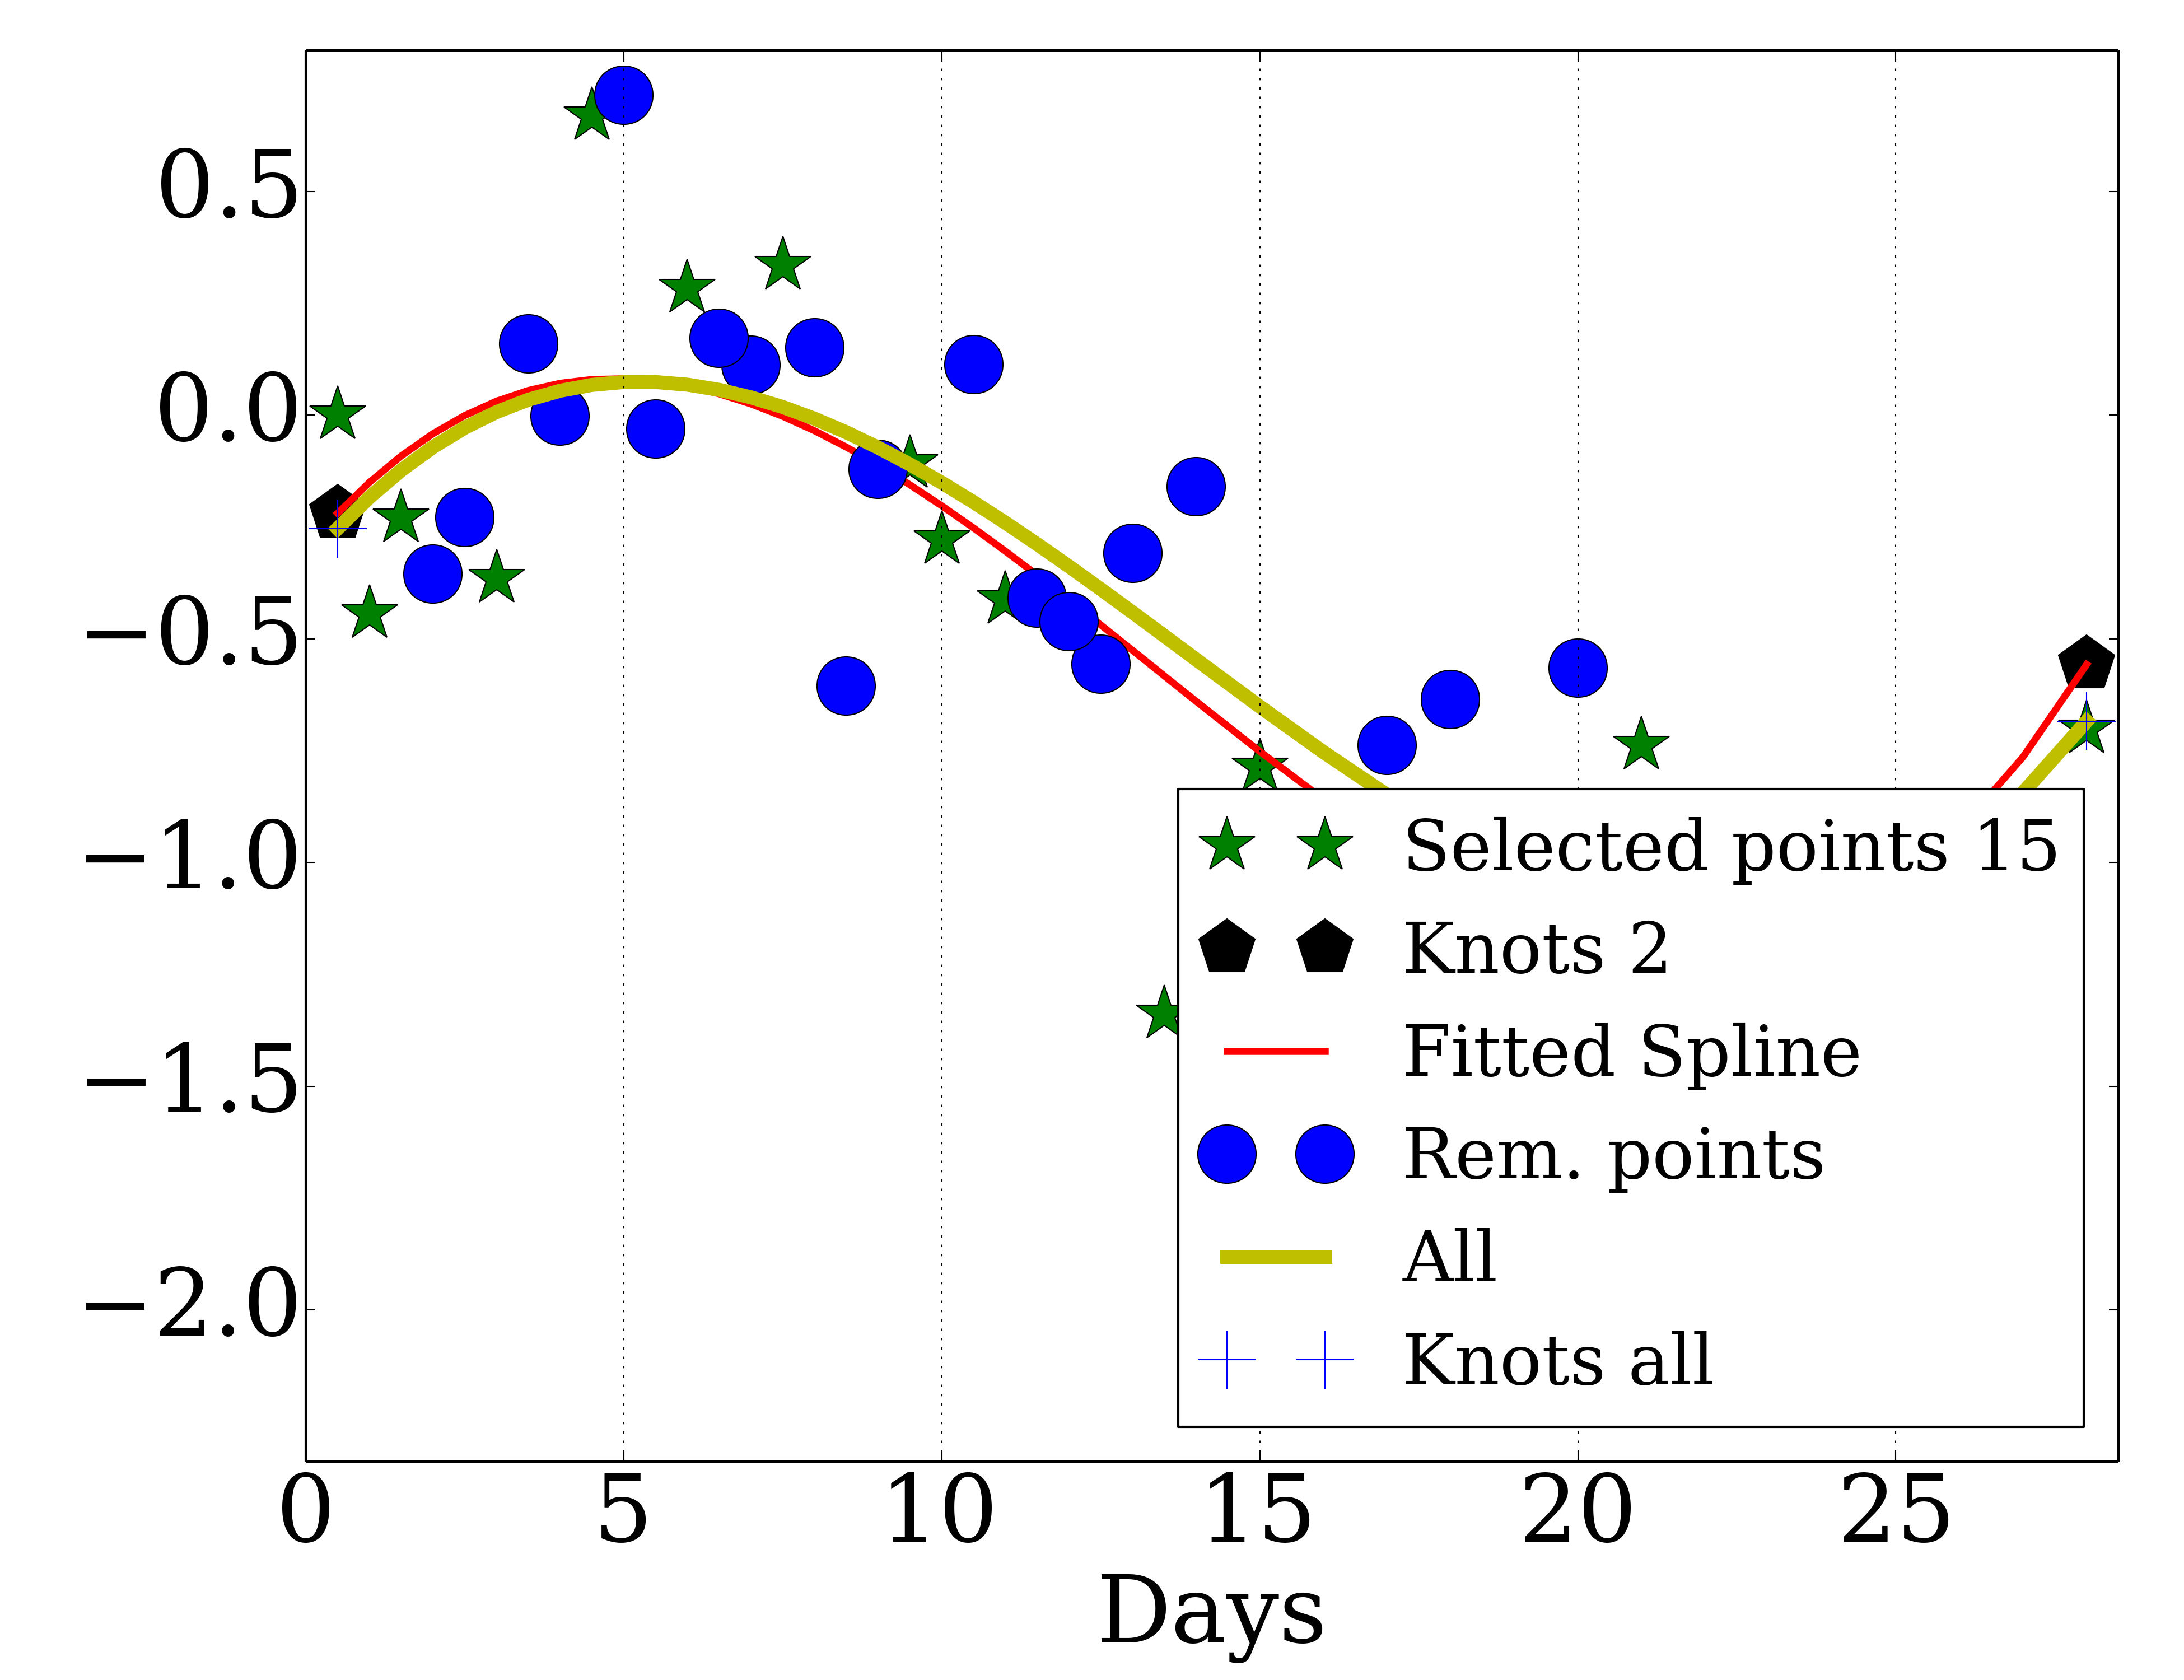 0.5
0.0
−0.5
−1.0
−1.5
−2.0
Selected points 15
Knots 2
Fitted Spline
Rem. points
All
Knots all
0 5 10 15 20 25
Days